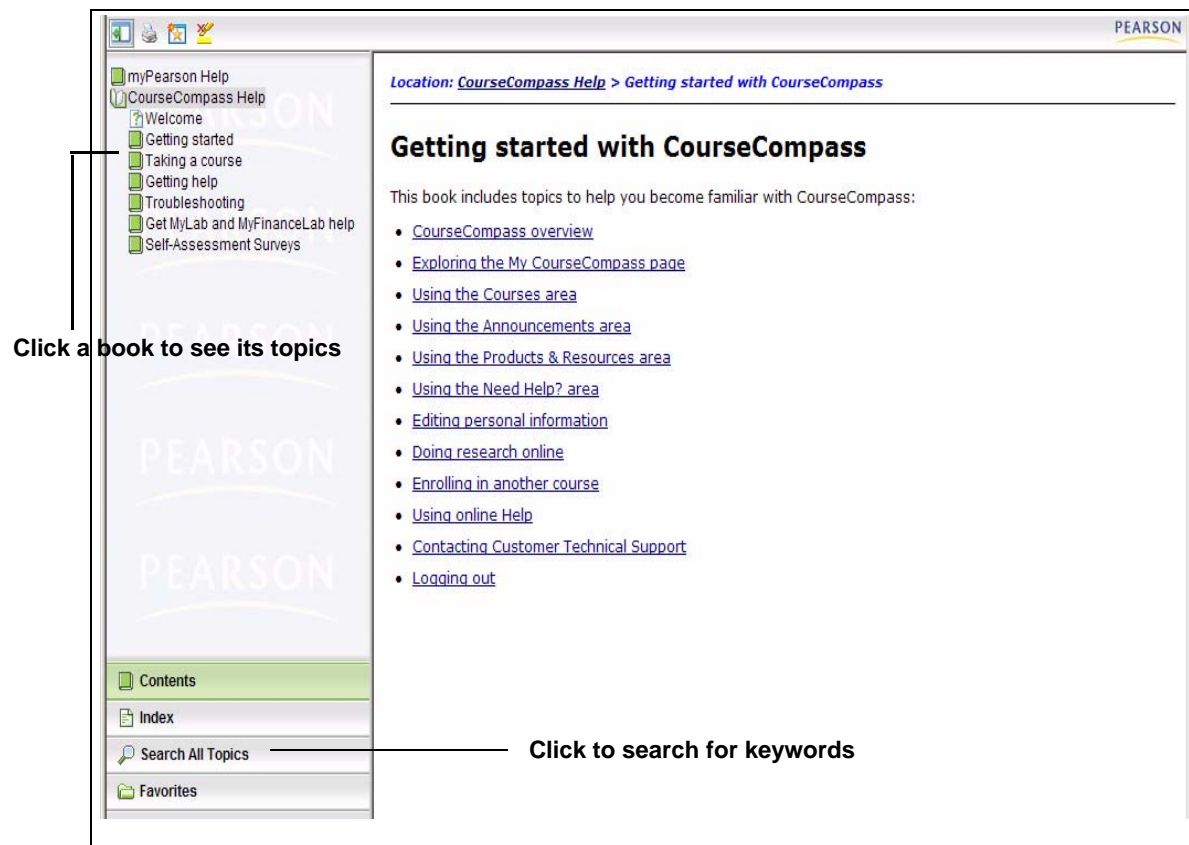 PEARSON
myPearson Help
CourseCompass Help
Welcome
Getting started
Taking a course
Getting help
Troubleshooting
Get MyLab and MyFinanceLab help
Self-Assessment Surveys
Click a book to see its topics
PEARSON
PEARSON
PEARSON
PEARSON
PEARSON
Contents
Index
Search All Topics
Favorites
Click to search for keywords
Location: CourseCompass Help > Getting started with CourseCompass
Getting started with CourseCompass
This book includes topics to help you become familiar with CourseCompass:
• CourseCompass overview
• Exploring the My CourseCompass page
• Using the Courses area
• Using the Announcements area
• Using the Products & Resources area
• Using the Need Help? area
• Editing personal information
• Doing research online
• Enrolling in another course
• Using online Help
• Contacting Customer Technical Support
• Logging out